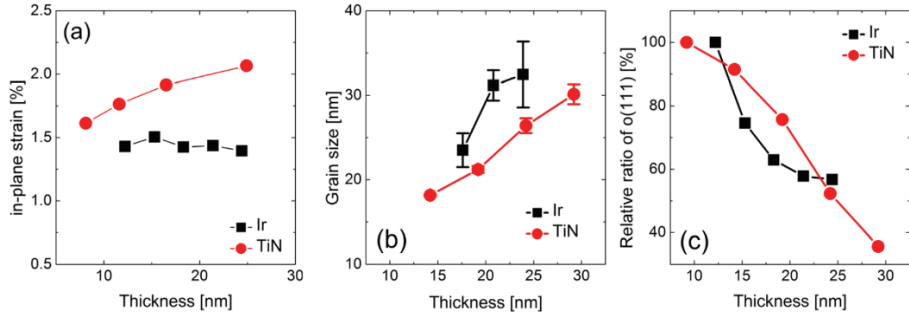 (a)
in-plane strain [%]
2.5
2.0
1.5
1.0
0.5
Ir
TiN
10
20
30
Thickness [nm]
(b)
Grain size [nm]
40
30
20
10
Ir
TiN
10
15
20
25
30
Thickness [nm]
(c)
Relative ratio of o(111) [%]
100
80
60
40
Ir
TiN
10
15
20
25
30
Thickness [nm]